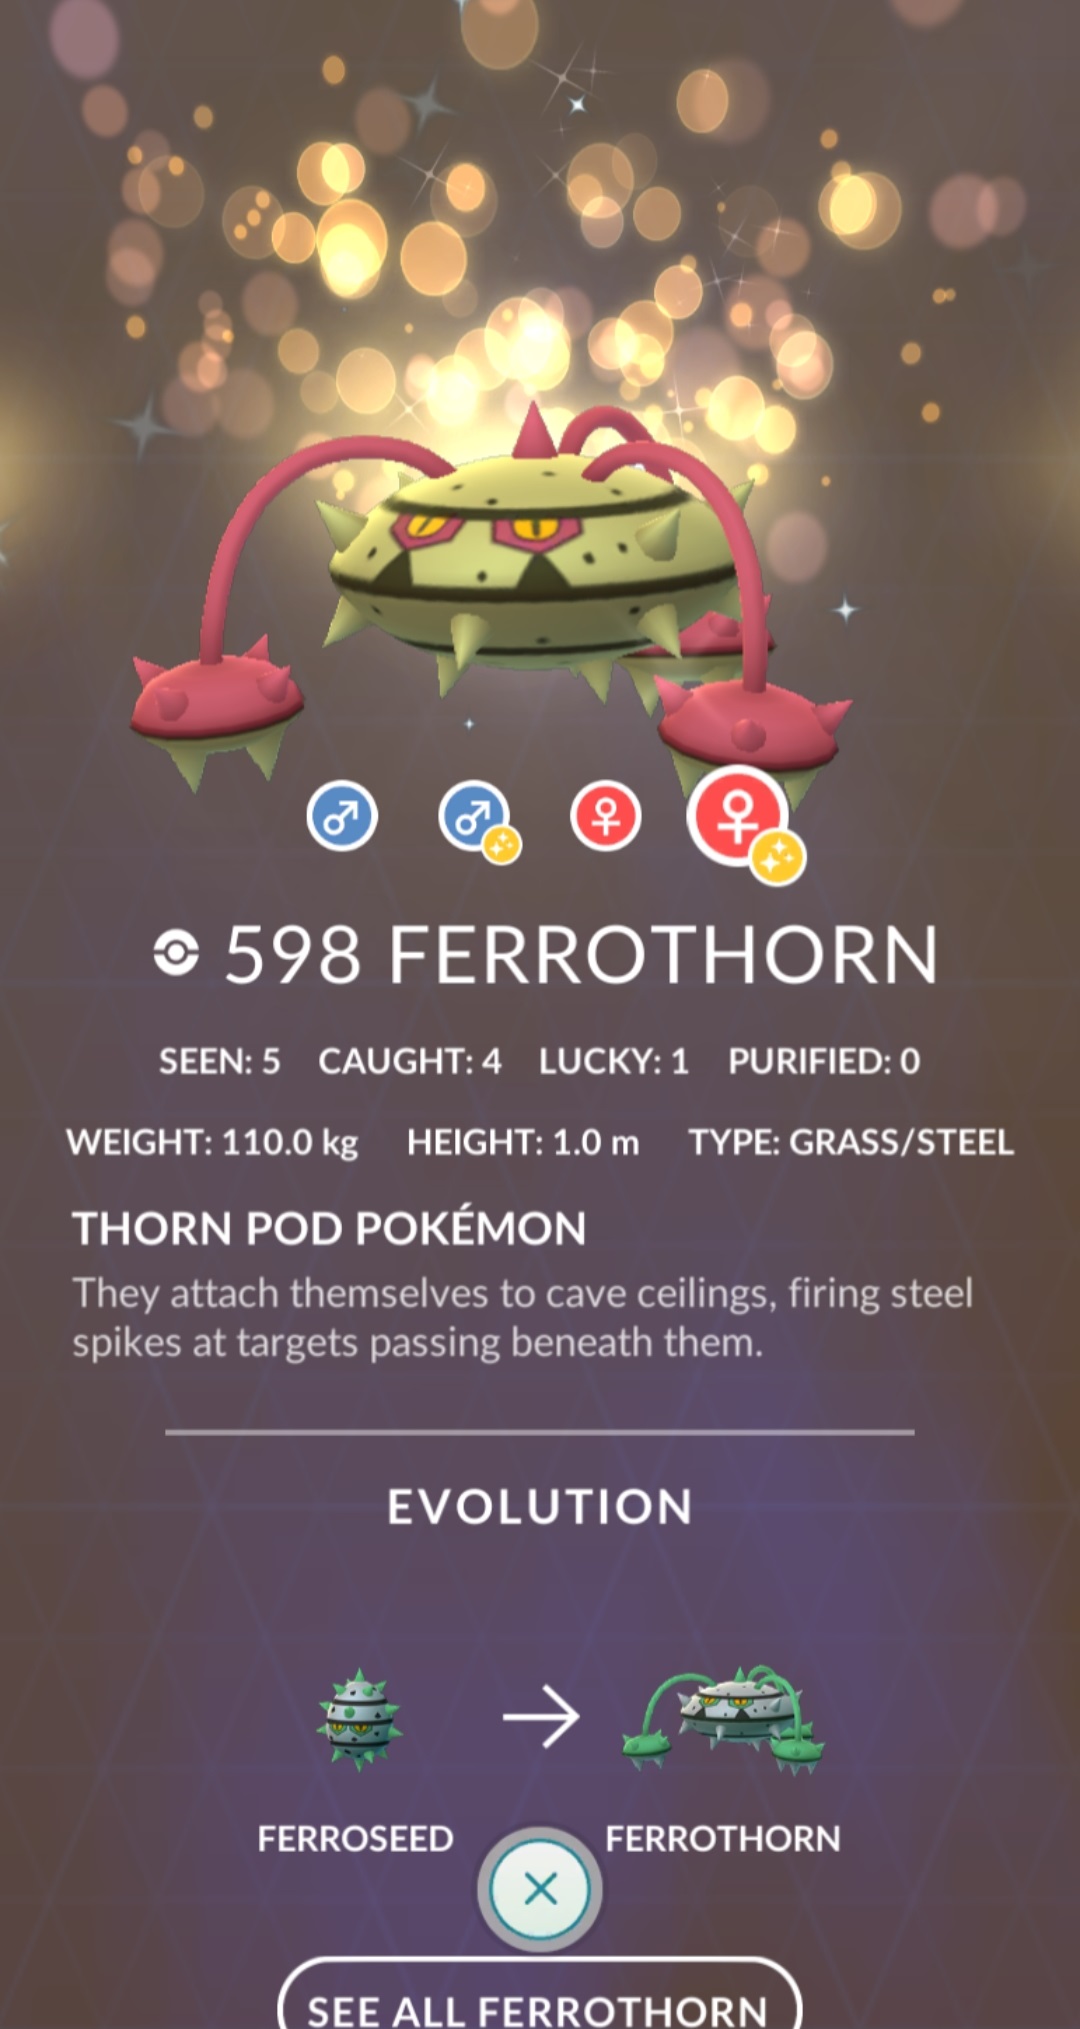 598 FERROTHORN
SEEN: 5 CAUGHT: 4 LUCKY: 1 PURIFIED: 0
WEIGHT: 110.0 kg HEIGHT: 1.0 m TYPE: GRASS/STEEL
THORN POD POKÉMON
They attach themselves to cave ceilings, firing steel
spikes at targets passing beneath them.
EVOLUTION
FERROSEED FERROTHORN
SEE ALL FERROTHORN